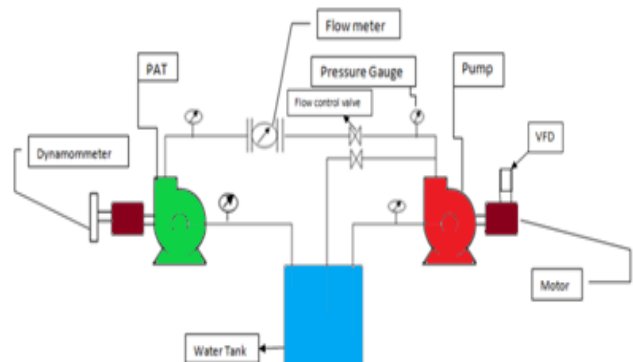 Flow meter
PAT
Pressure Gauge
Pump
Flow control valve
VFD
Dynamommeter
Motor
Water Tank